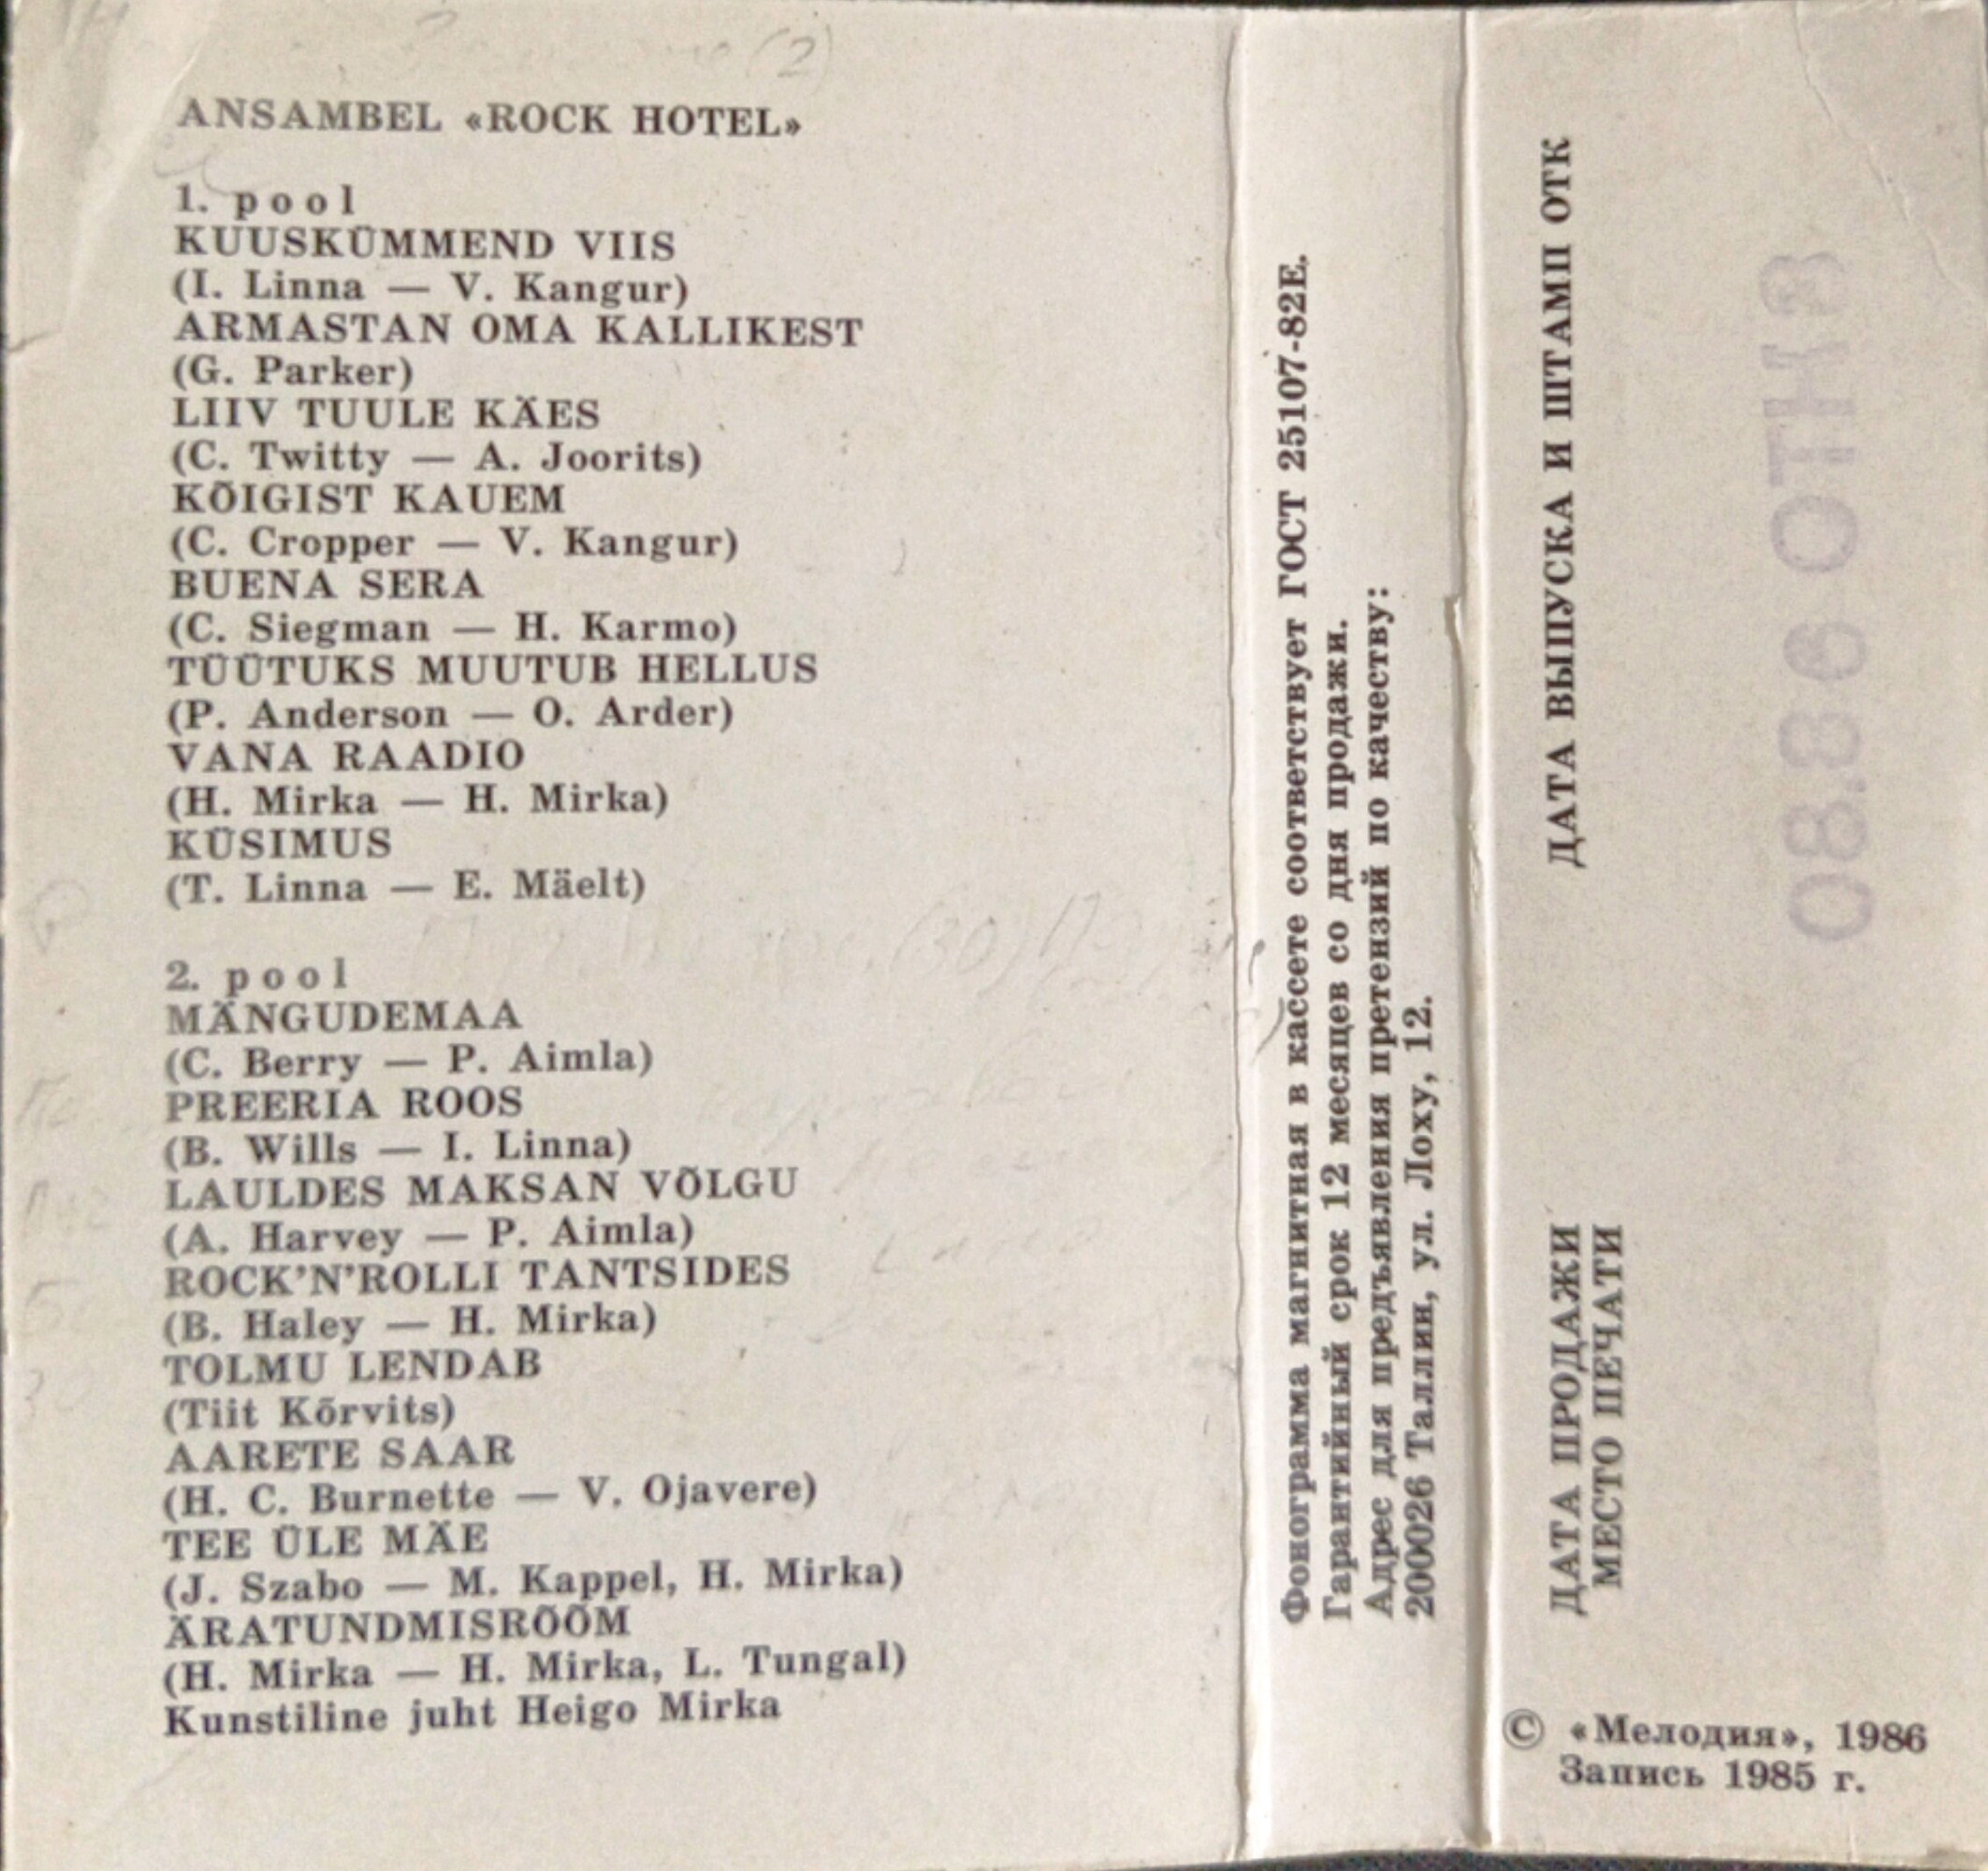 ANSAMBEL «ROCK HOTEL»
1. pool
KUUSKÜMMEND VIIS
(I. Linna — V. Kangur)
ARMASTAN OMA KALLIKEST
(G. Parker)
LIIV TUULE KÄES
(C. Twitty — A. Joorits)
KÕIGIST KAUEM
(C. Cropper — V. Kangur)
BUENA SERA
(C. Siegman — H. Karmo)
TÜÜTUKS MUUTUB HELLUS
(P. Anderson — O. Arder)
VANA RAADIO
(H. Mirka — H. Mirka)
KÜSIMUS
(T. Linna — E. Mäelt)
2. pool
MÄNGUDEMAA
(C. Berry — P. Aimla)
PREERIA ROOS
(B. Wills — I. Linna)
LAULDES MAKSAN VÕLGU
(A. Harvey — P. Aimla)
ROCK’N’ROLLI TANTSIDES
(B. Haley — H. Mirka)
TOLMU LENDAB
(Tiit Kõrvits)
AARETE SAAR
(H. C. Burnette — V. Ojavere)
TEE ÜLE MÄE
(J. Szabo — M. Kappel, H. Mirka)
ÄRATUNDMISRÕÕM
(H. Mirka — H. Mirka, L. Tungal)
Kunstiline juht Heigo Mirka
Фонограмма магнитная в кассете соответствует ГОСТ 25107-82Е.
Гарантийный срок 12 месяцев со дня продажи.
Адрес для предъявления претензий по качеству:
200026 Таллин, ул. Лоху, 12.
ДАТА ВЫПУСКА И ШТАМП ОТК
ДАТА ПРОДАЖИ
МЕСТО ПЕЧАТИ
© «Мелодия», 1986
Запись 1985 г.